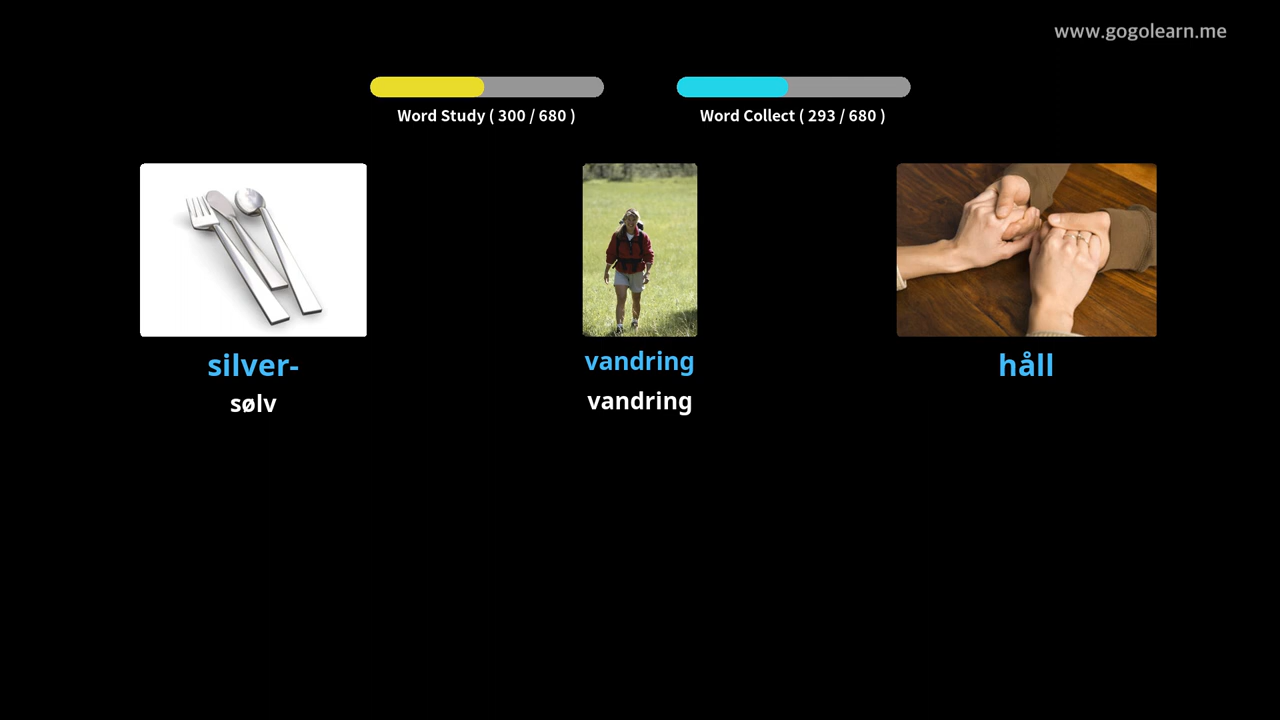 www.gogolearn.me
Word Study ( 300 / 680 )
Word Collect ( 293 / 680 )
silver-
sølv
vandring
vandring
håll